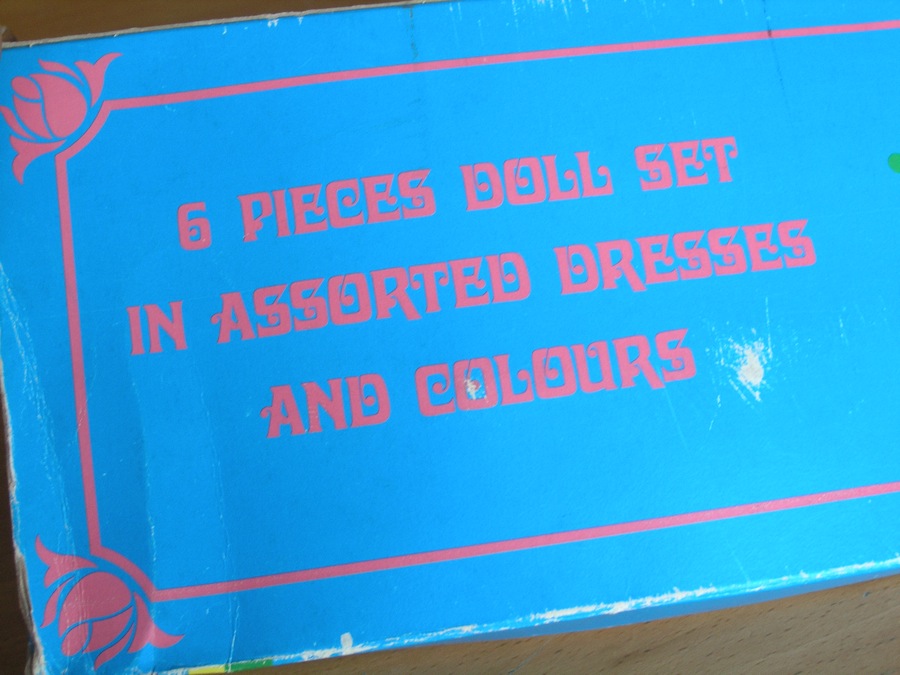 6 PIECES DOLL SET
IN ASSORTED DRESSES
AND COLOURS